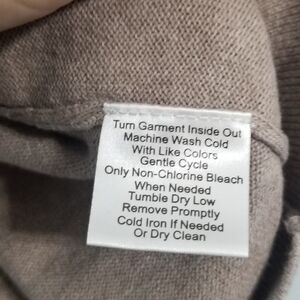 Turn Garment Inside Out
Machine Wash Cold
With Like Colors
Gentle Cycle
Only Non-Chlorine Bleach
When Needed
Tumble Dry Low
Remove Promptly
Cold Iron If Needed
Or Dry Clean